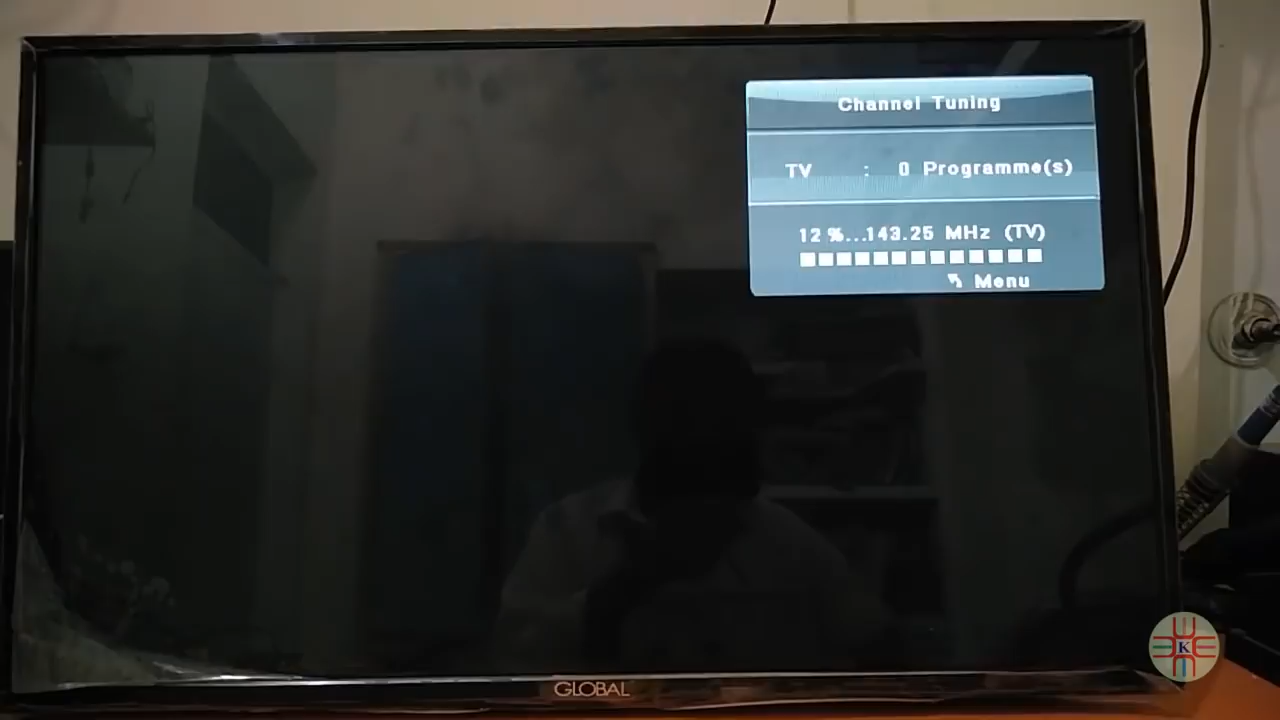 Channel Tuning
TV : 0 Programme(s)
12 %...143.25 MHz (TV)
Menu
GLOBAL
K